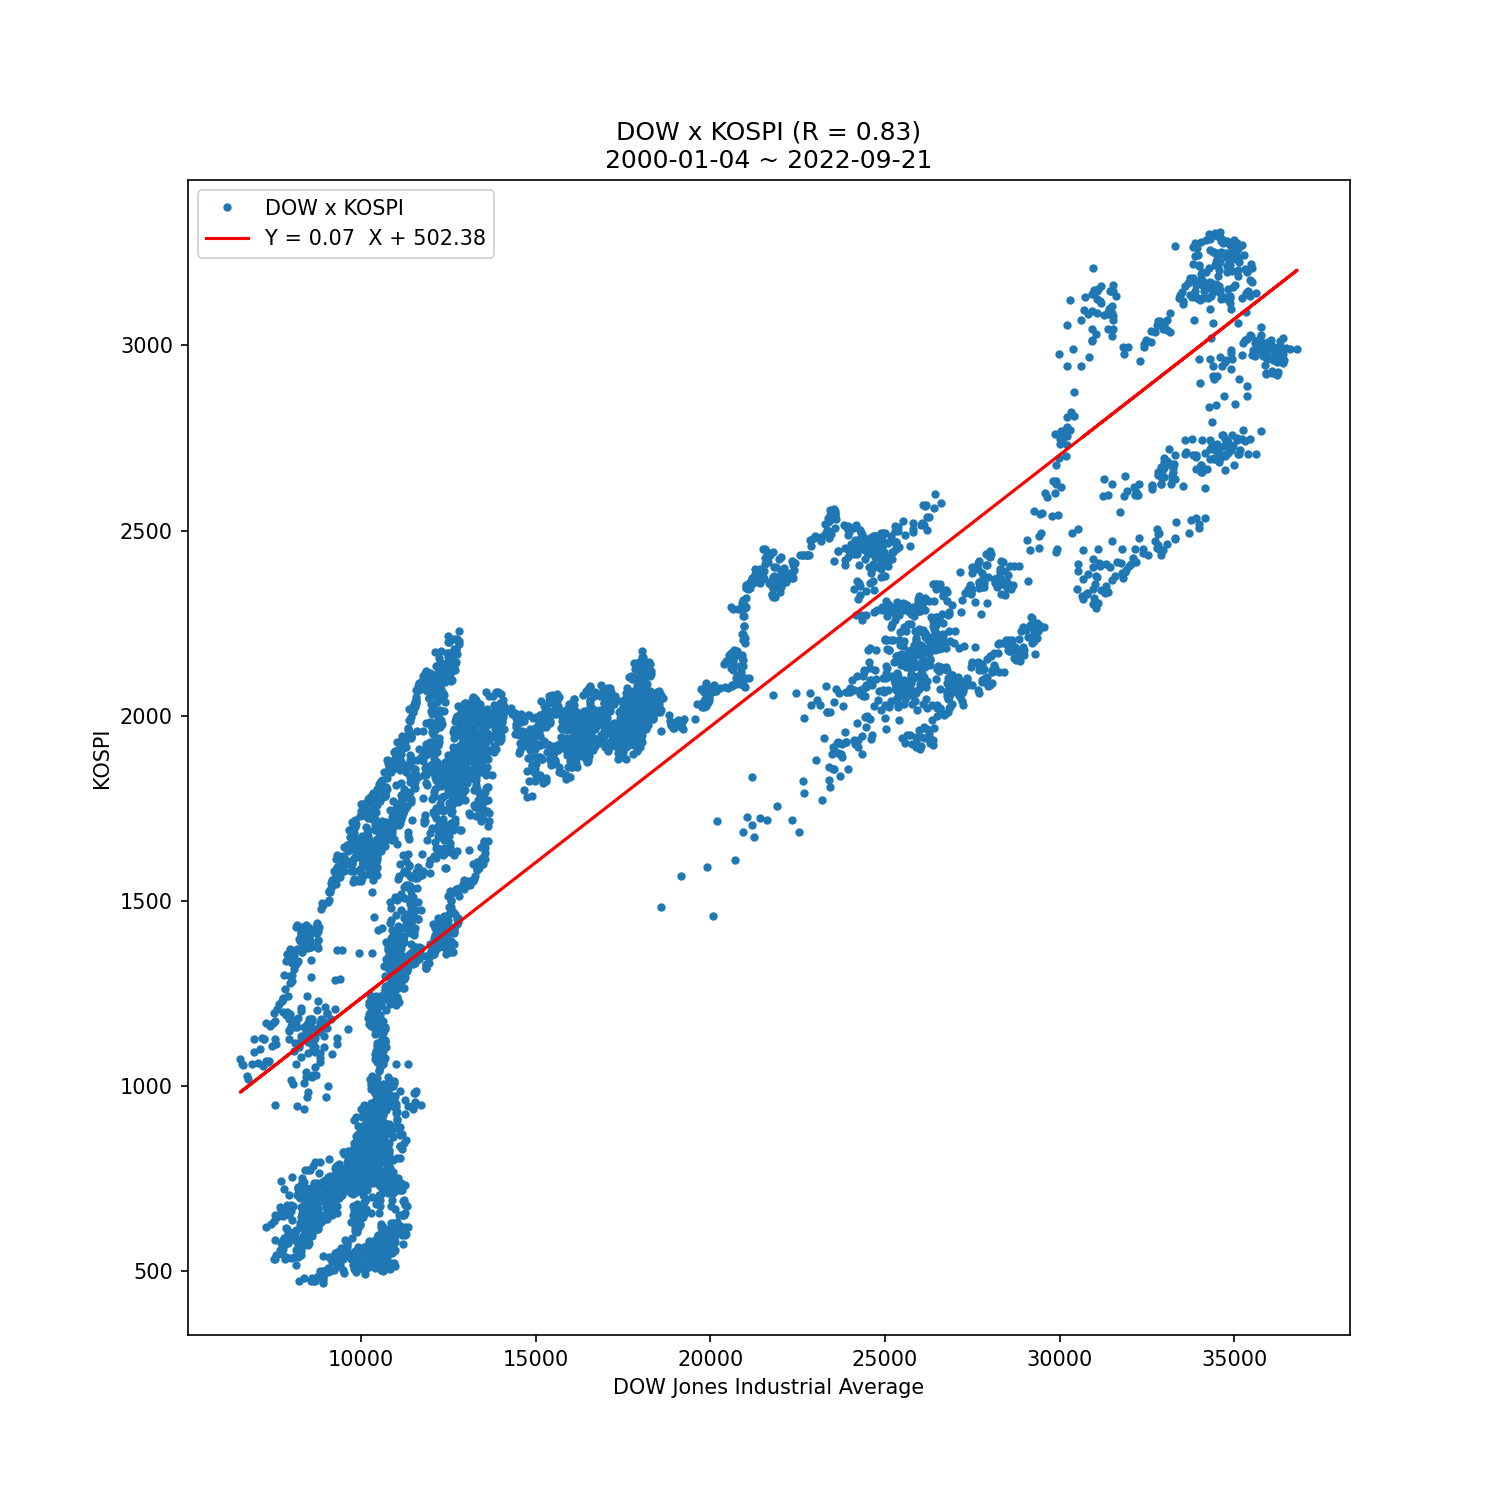 DOW x KOSPI (R = 0.83)
2000-01-04 ~ 2022-09-21
DOW x KOSPI
Y = 0.07  X + 502.38
KOSPI
3000
2500
2000
1500
1000
500
10000 15000 20000 25000 30000 35000
DOW Jones Industrial Average